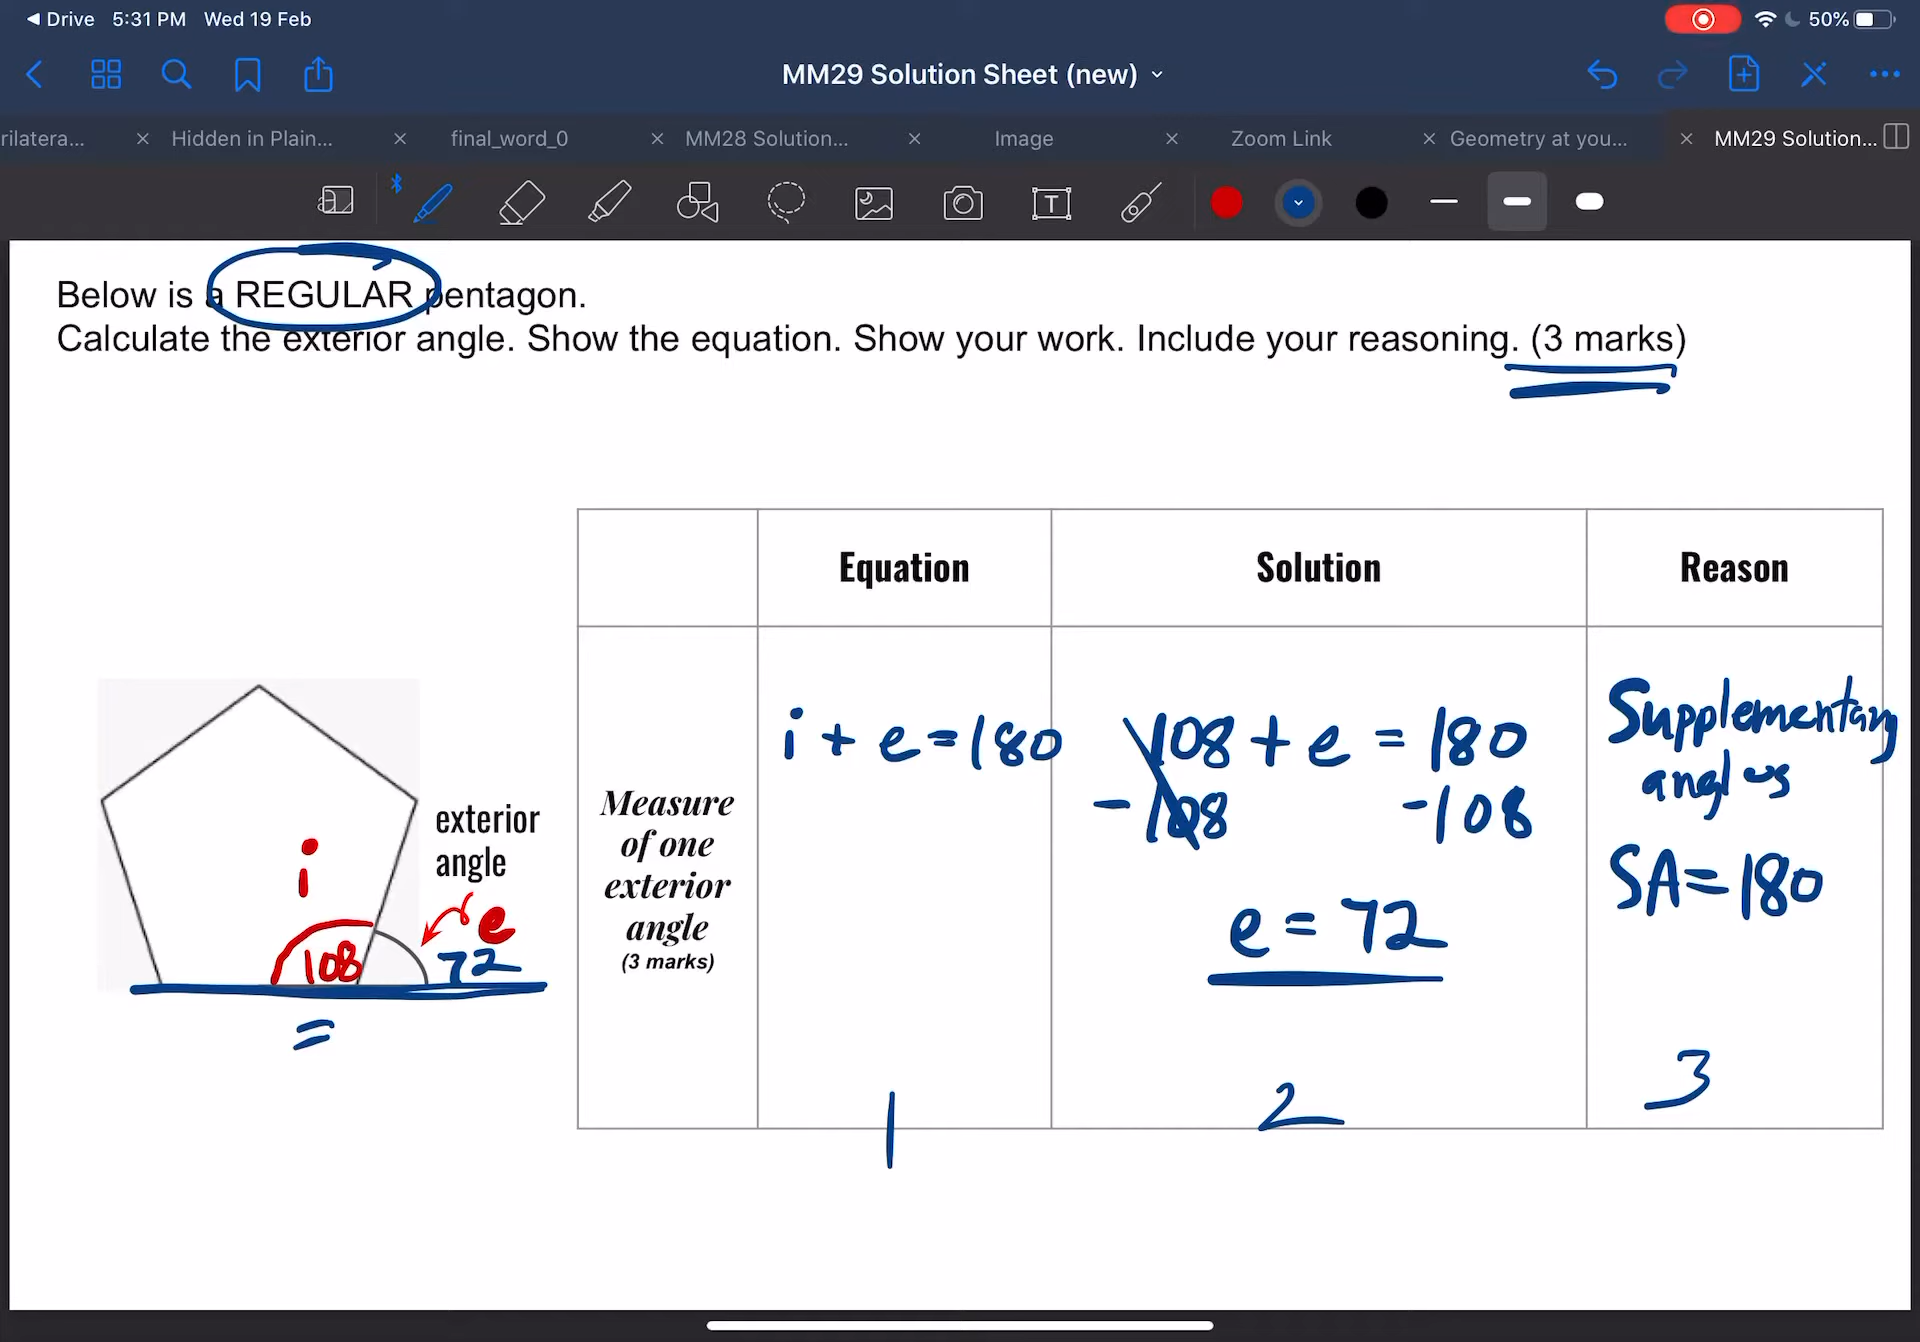 Drive 5:31 PM Wed 19 Feb 50%
MM29 Solution Sheet (new)
rilatera... Hidden in Plain... final_word_0 MM28 Solution... Image Zoom Link Geometry at you... MM29 Solution...
Below is a REGULAR pentagon.
Calculate the exterior angle. Show the equation. Show your work. Include your reasoning. (3 marks)
Equation Solution Reason
Measure
of one
exterior
angle
(3 marks)
i + e = 180
108 + e = 180
-108 -108
e = 72
Supplementary
angles
SA = 180
1 2 3
exterior
angle
i
e
108
72
=